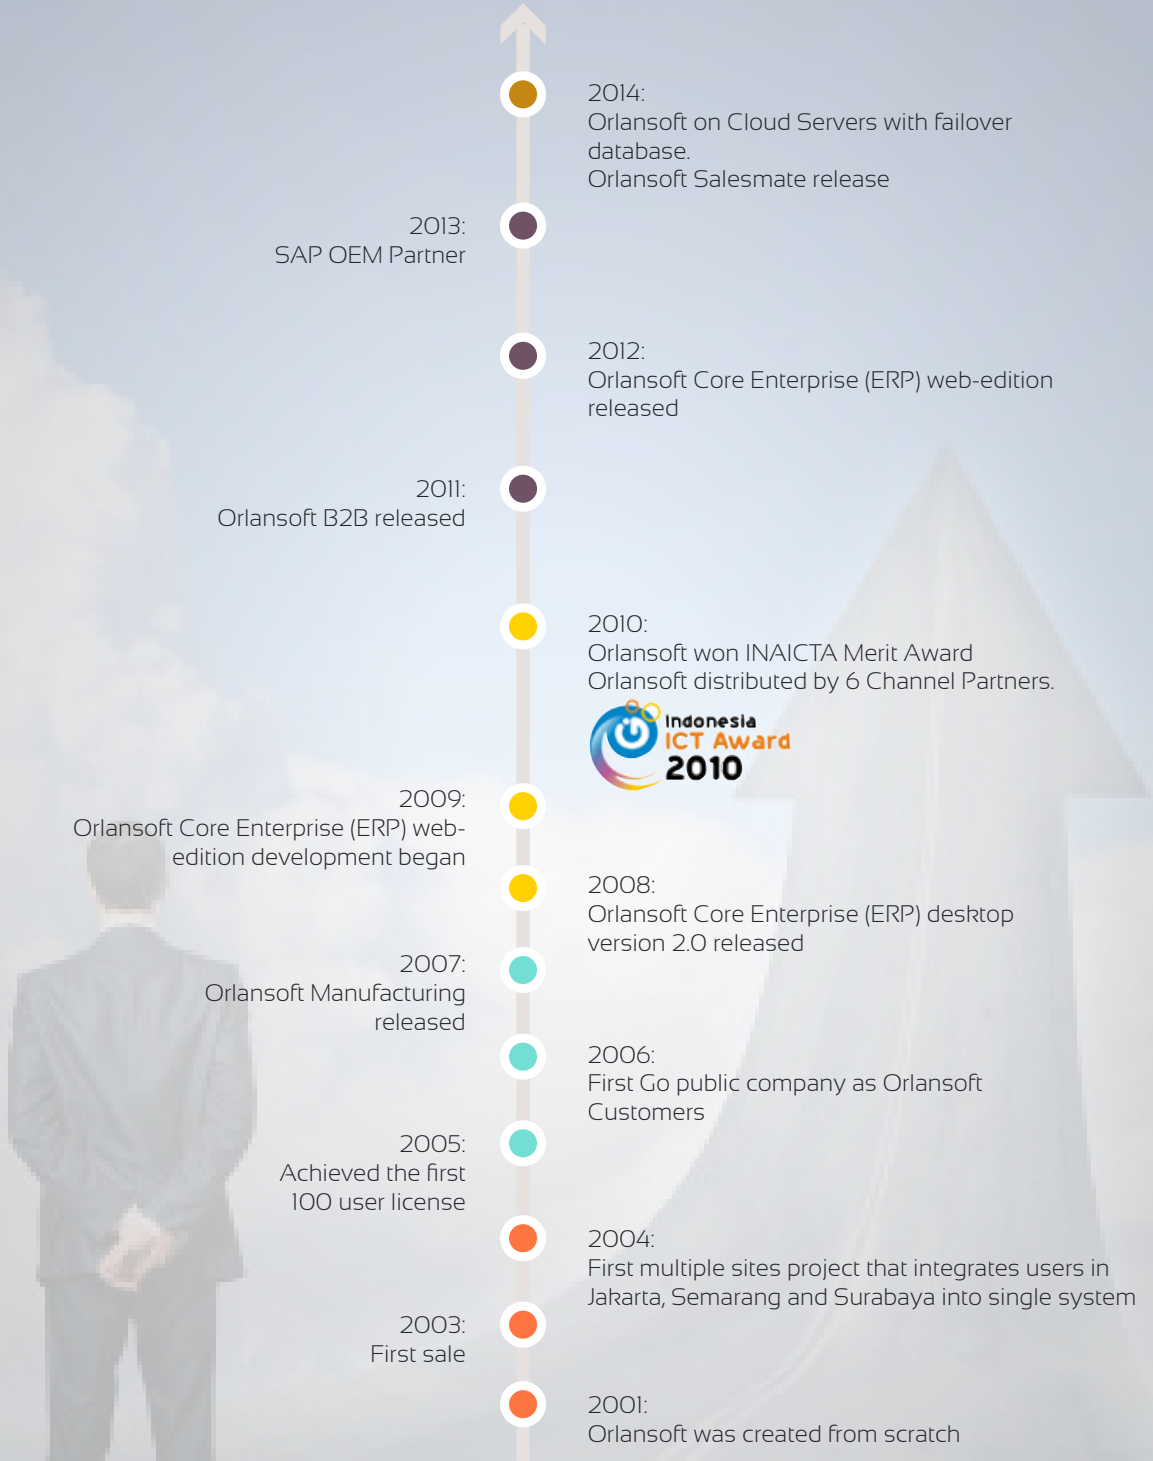 2014:
Orlansoft on Cloud Servers with failover
database.
Orlansoft Salesmate release
2013:
SAP OEM Partner
2012:
Orlansoft Core Enterprise (ERP) web-edition
released
2011:
Orlansoft B2B released
2010:
Orlansoft won INAICTA Merit Award
Orlansoft distributed by 6 Channel Partners.
Indonesia
ICT Award
2010
2009:
Orlansoft Core Enterprise (ERP) web-
edition development began
2008:
Orlansoft Core Enterprise (ERP) desktop
version 2.0 released
2007:
Orlansoft Manufacturing
released
2006:
First Go public company as Orlansoft
Customers
2005:
Achieved the first
100 user license
2004:
First multiple sites project that integrates users in
Jakarta, Semarang and Surabaya into single system
2003:
First sale
2001:
Orlansoft was created from scratch